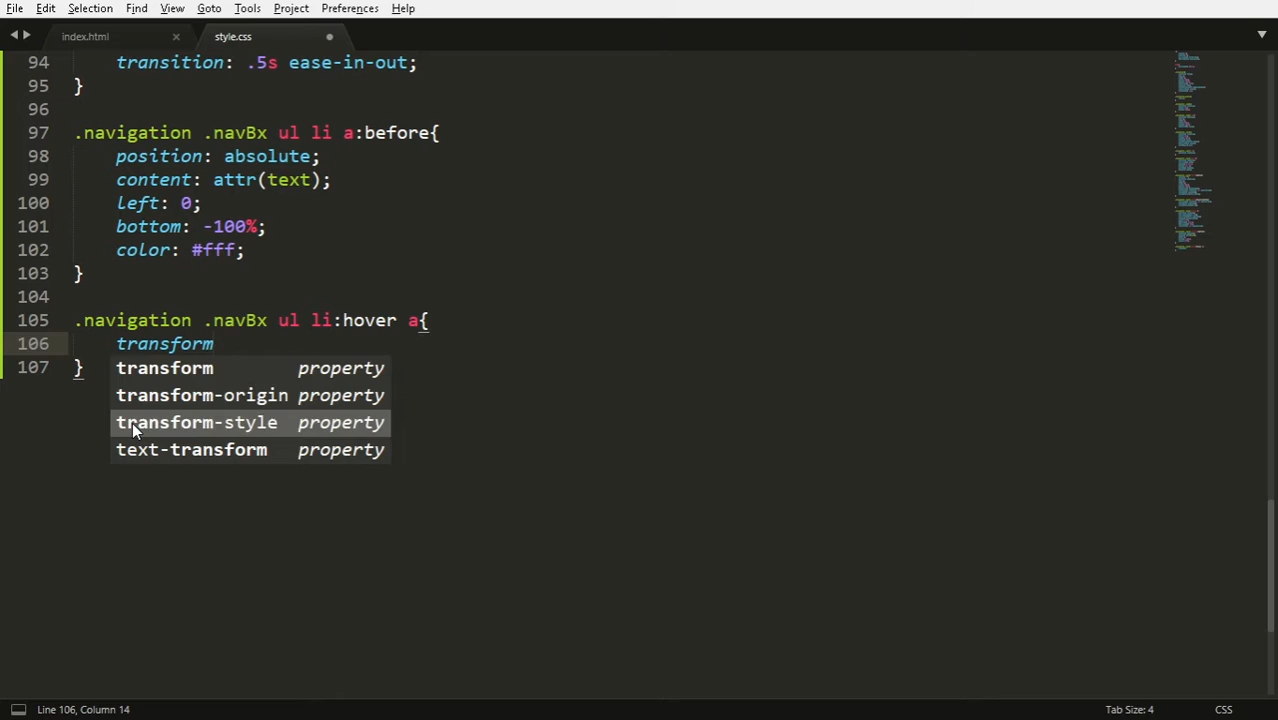 File Edit Selection Find View Goto Tools Project Preferences Help
index.html × style.css
94 transition: .5s ease-in-out;
95 }
96
97 .navigation .navBx ul li a:before{
98 position: absolute;
99 content: attr(text);
100 left: 0;
101 bottom: -100%;
102 color: #fff;
103 }
104
105 .navigation .navBx ul li:hover a{
106 transform
107 }
transform property
transform-origin property
transform-style property
text-transform property
Line 106, Column 14 Tab Size: 4 CSS